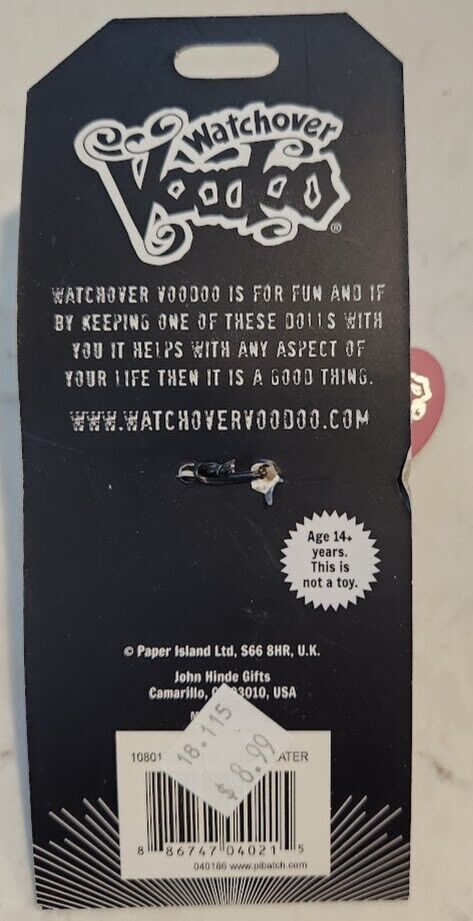 Watchover
Voodoo®
WATCHOVER VOODOO IS FOR FUN AND IF
BY KEEPING ONE OF THESE DOLLS WITH
YOU IT HELPS WITH ANY ASPECT OF
YOUR LIFE THEN IT IS A GOOD THING.
WWW.WATCHOVERVOODOO.COM
Age 14+
years.
This is
not a toy.
© Paper Island Ltd, S66 8HR, U.K.
John Hinde Gifts
Camarillo, 93010, USA
18.115
$8.99
10801
8 86747 04021 5
040186 www.pibatch.com